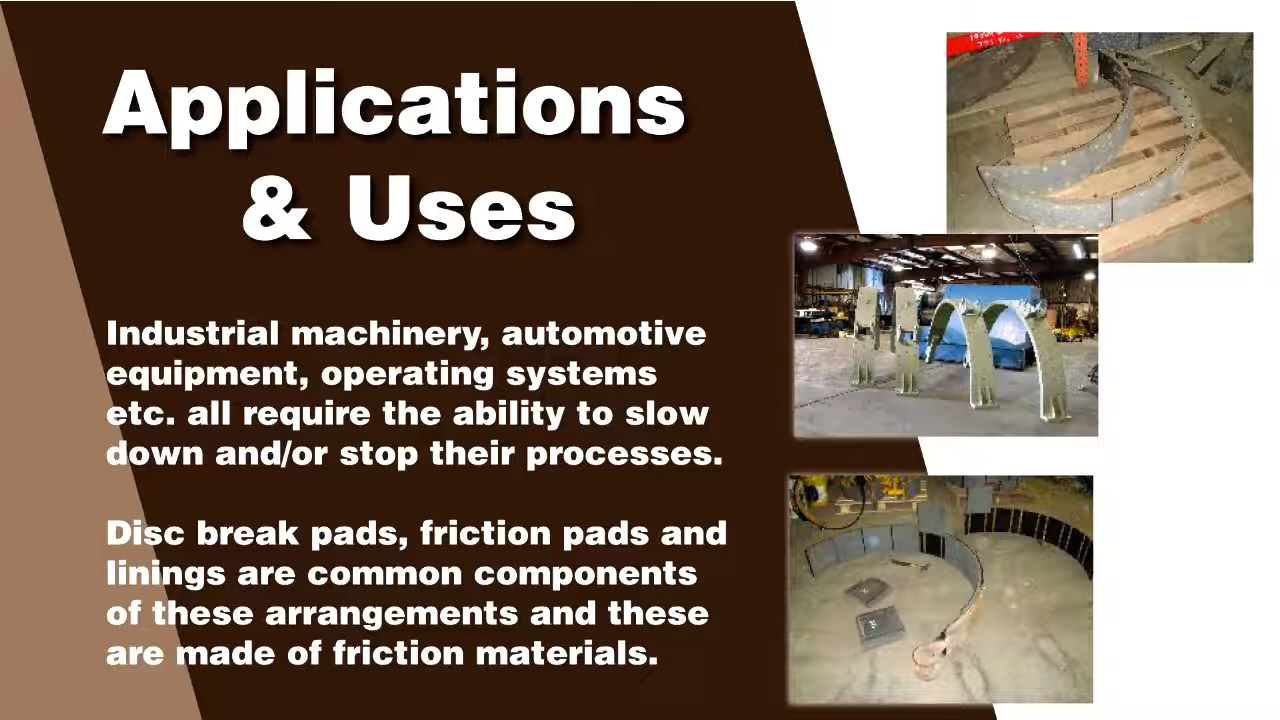 Applications
& Uses
Industrial machinery, automotive
equipment, operating systems
etc. all require the ability to slow
down and/or stop their processes.
Disc break pads, friction pads and
linings are common components
of these arrangements and these
are made of friction materials.